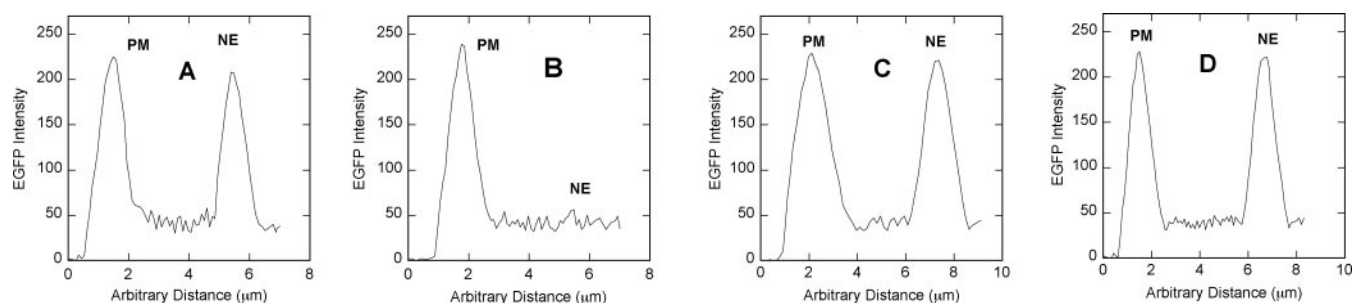 250
200
150
100
50
0
EGFP Intensity
PM
A
NE
0 2 4 6 8
Arbitrary Distance (μm)
250
200
150
100
50
0
EGFP Intensity
PM
B
NE
0 2 4 6 8
Arbitrary Distance (μm)
250
200
150
100
50
0
EGFP Intensity
PM
C
NE
0 2 4 6 8 10
Arbitrary Distance (μm)
250
200
150
100
50
0
EGFP Intensity
PM
NE
D
0 2 4 6 8 10
Arbitrary Distance (μm)